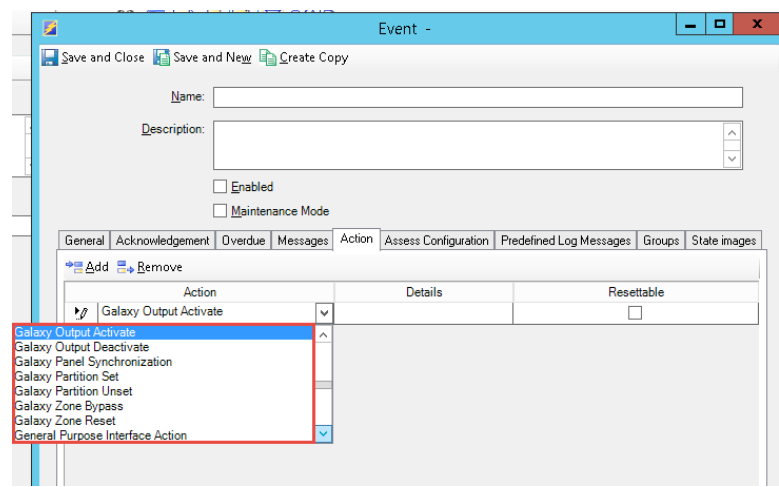 Event -
x
Save and Close Save and New Create Copy
Name:
Description:
Enabled
Maintenance Mode
General Acknowledgement Overdue Messages Action Assess Configuration Predefined Log Messages Groups State images
Add Remove
Action Details Resettable
Galaxy Output Activate
Galaxy Output Activate
Galaxy Output Deactivate
Galaxy Panel Synchronization
Galaxy Partition Set
Galaxy Partition Unset
Galaxy Zone Bypass
Galaxy Zone Reset
General Purpose Interface Action